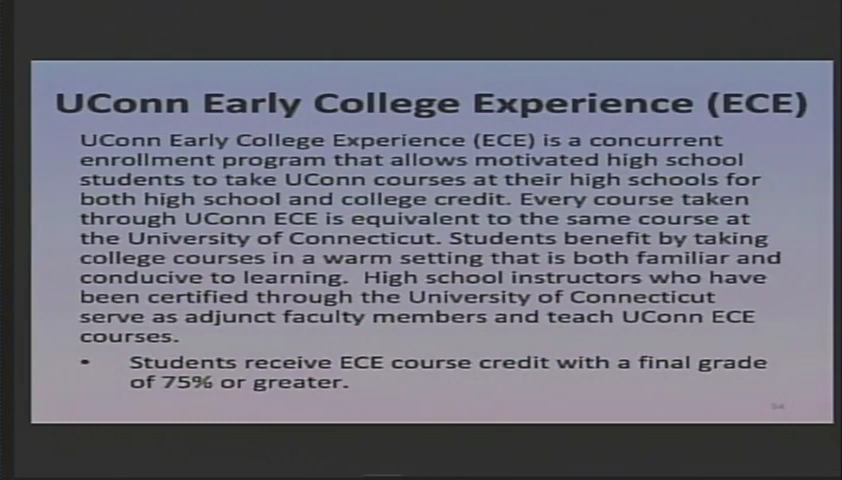 UConn Early College Experience (ECE)
UConn Early College Experience (ECE) is a concurrent
enrollment program that allows motivated high school
students to take UConn courses at their high schools for
both high school and college credit. Every course taken
through UConn ECE is equivalent to the same course at
the University of Connecticut. Students benefit by taking
college courses in a warm setting that is both familiar and
conducive to learning. High school instructors who have
been certified through the University of Connecticut
serve as adjunct faculty members and teach UConn ECE
courses.
• Students receive ECE course credit with a final grade
of 75% or greater.